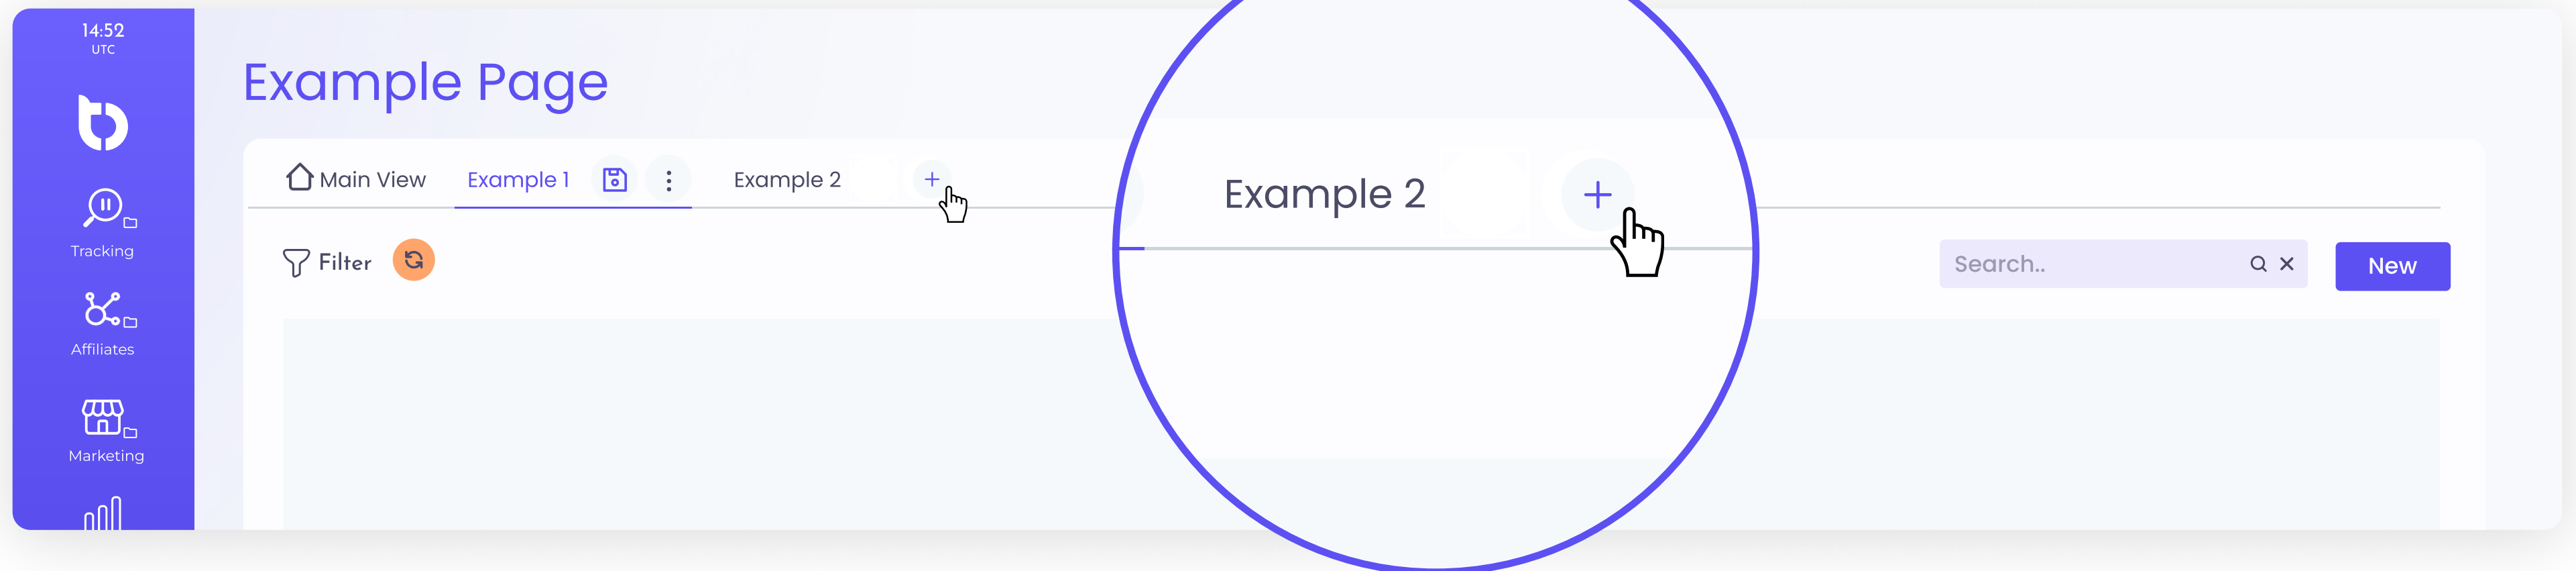 14:52
UTC
Example Page
Main View Example 1 Example 2
Example 2
Filter Search.. New
Tracking
Affiliates
Marketing